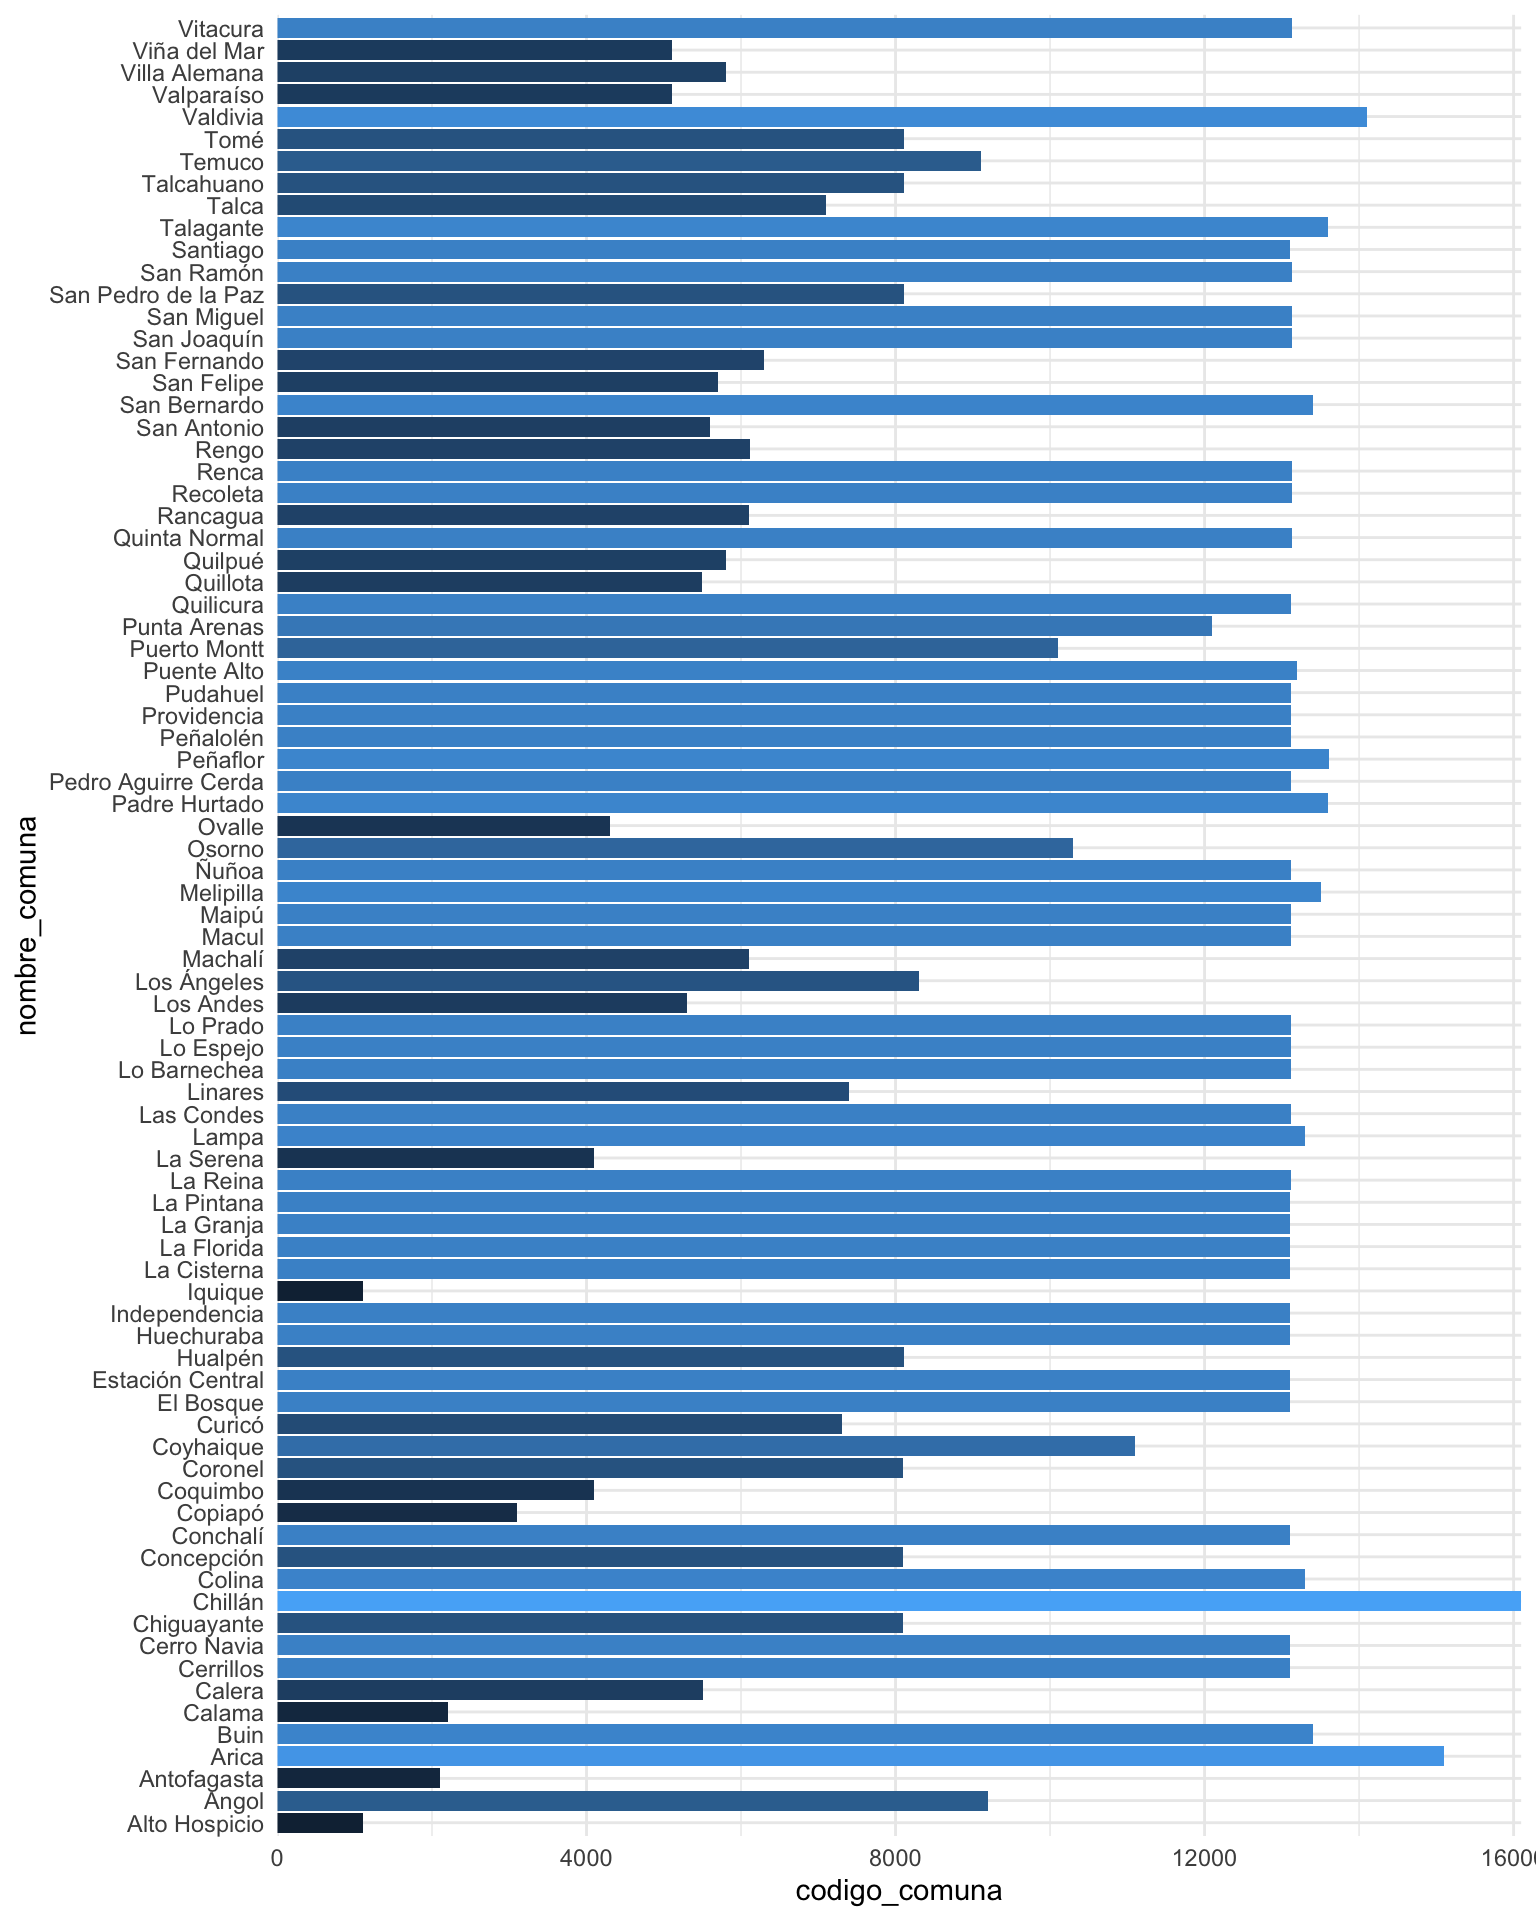 Vitacura
Viña del Mar
Villa Alemana
Valparaíso
Valdivia
Tomé
Temuco
Talcahuano
Talca
Talagante
Santiago
San Ramón
San Pedro de la Paz
San Miguel
San Joaquín
San Fernando
San Felipe
San Bernardo
San Antonio
Rengo
Renca
Recoleta
Rancagua
Quinta Normal
Quilpué
Quillota
Quilicura
Punta Arenas
Puerto Montt
Puente Alto
Pudahuel
Providencia
Peñalolén
Peñaflor
Pedro Aguirre Cerda
Padre Hurtado
Ovalle
Osorno
Ñuñoa
Melipilla
Maipú
Macul
Machalí
Los Ángeles
Los Andes
Lo Prado
Lo Espejo
Lo Barnechea
Linares
Las Condes
Lampa
La Serena
La Reina
La Pintana
La Granja
La Florida
La Cisterna
Iquique
Independencia
Huechuraba
Hualpén
Estación Central
El Bosque
Curicó
Coyhaique
Coronel
Coquimbo
Copiapó
Conchalí
Concepción
Colina
Chillán
Chiguayante
Cerro Navia
Cerrillos
Calera
Calama
Buin
Arica
Antofagasta
Angol
Alto Hospicio
nombre_comuna
0 4000 8000 12000 16000
codigo_comuna